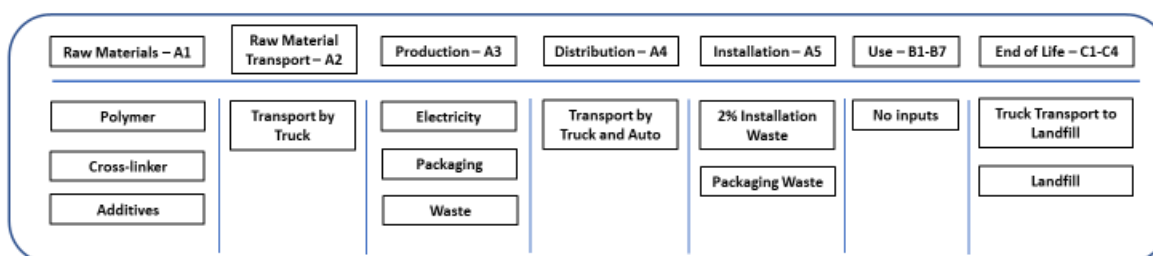 Raw Materials – A1
Raw Material
Transport – A2
Production – A3
Distribution – A4
Installation – A5
Use – B1-B7
End of Life – C1-C4
Polymer
Cross-linker
Additives
Transport by
Truck
Electricity
Packaging
Waste
Transport by
Truck and Auto
2% Installation
Waste
Packaging Waste
No inputs
Truck Transport to
Landfill
Landfill